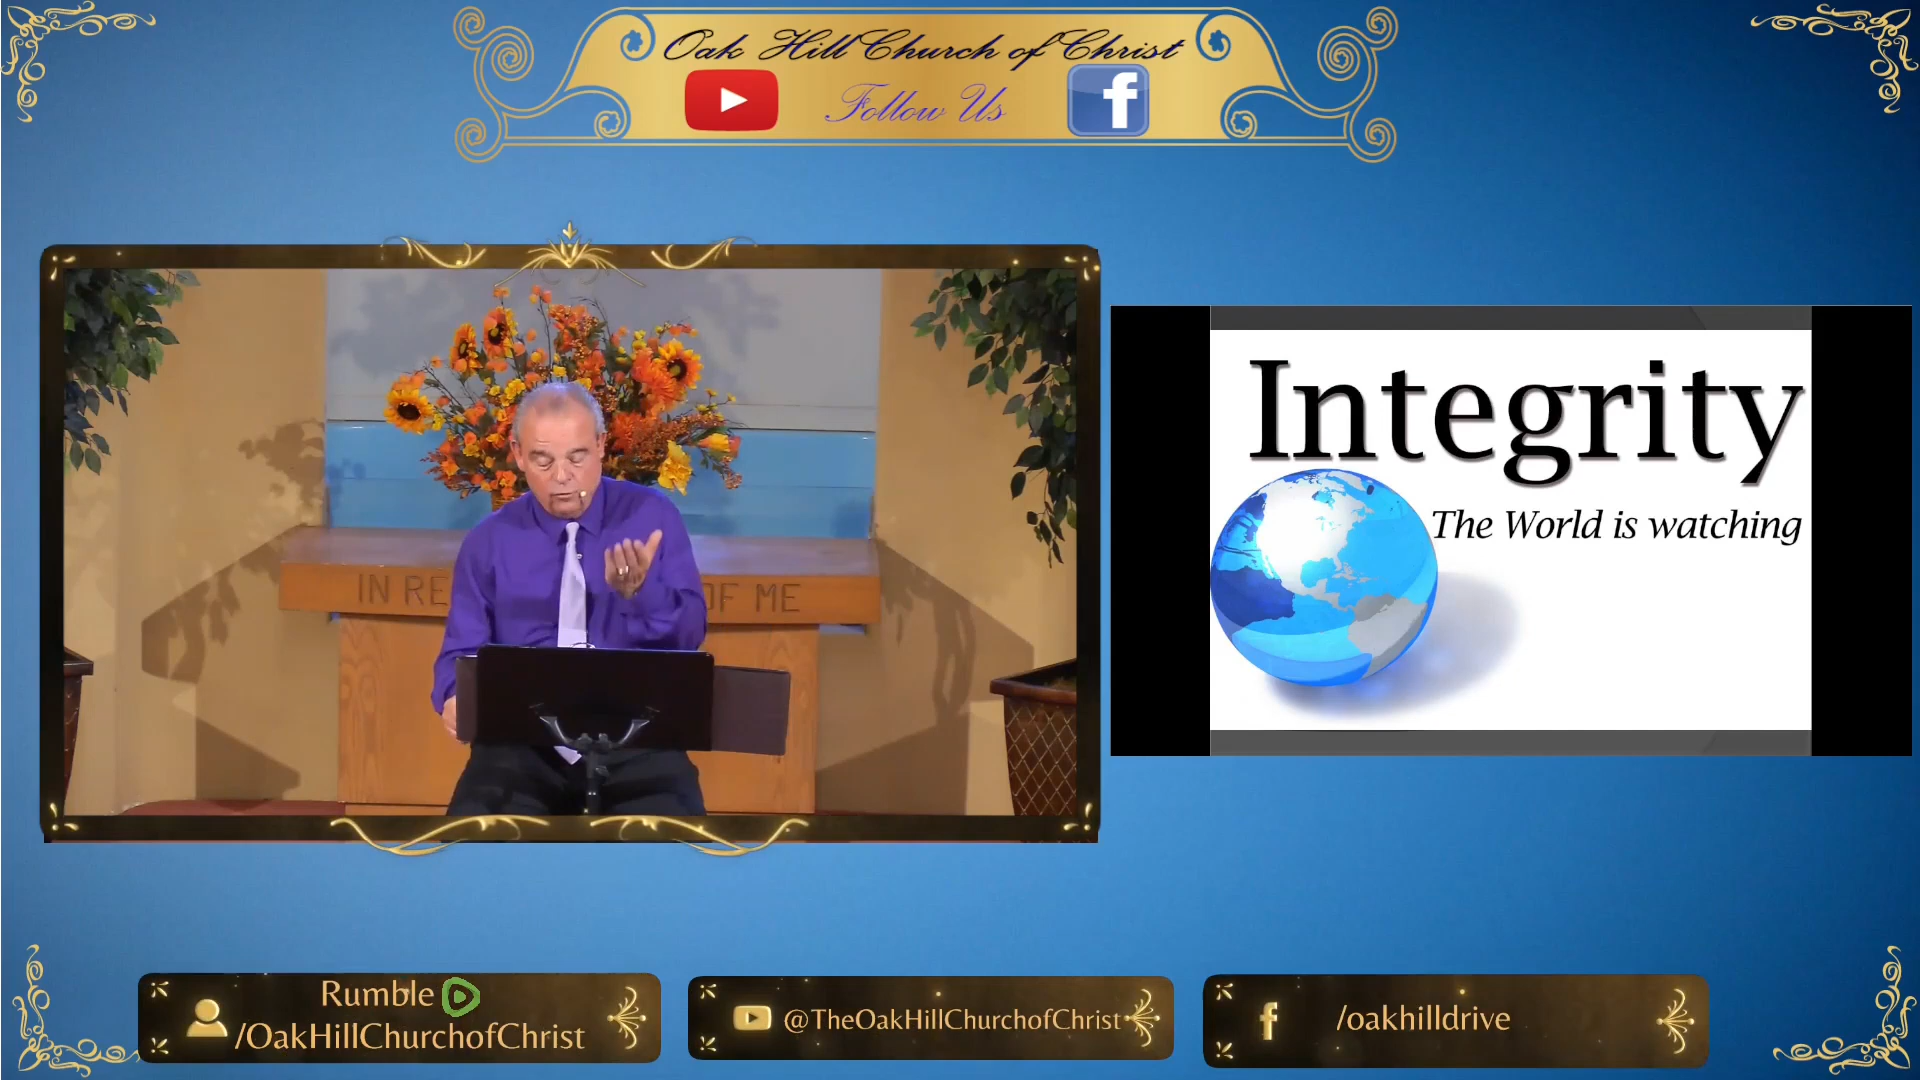 Oak Hill Church of Christ
Follow Us
IN RE OF ME
Integrity
The World is watching
Rumble
/OakHillChurchofChrist
@TheOakHillChurchofChrist
/oakhilldrive